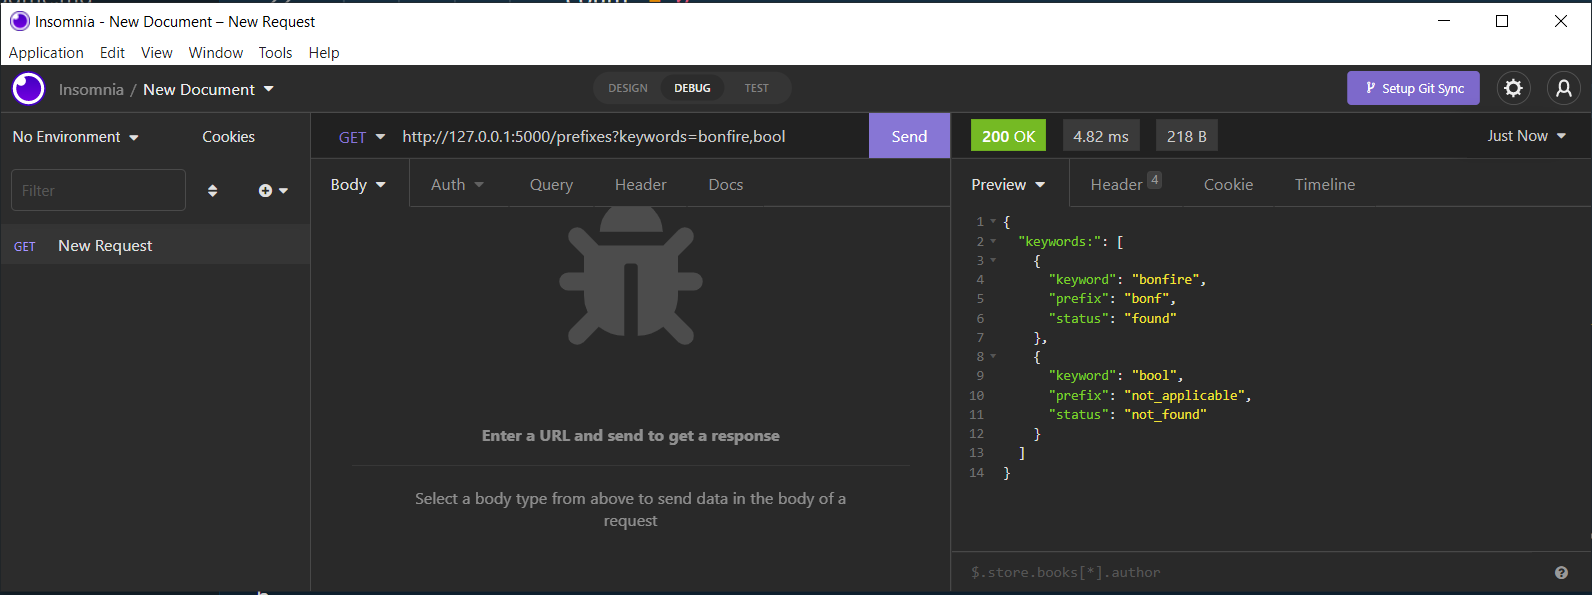 Insomnia - New Document – New Request
Application Edit View Window Tools Help
Insomnia / New Document
DESIGN DEBUG TEST
Setup Git Sync
No Environment Cookies
GET http://127.0.0.1:5000/prefixes?keywords=bonfire,bool Send
200 OK 4.82 ms 218 B Just Now
Filter
Body Auth Query Header Docs
Preview Header 4 Cookie Timeline
GET New Request
Enter a URL and send to get a response
Select a body type from above to send data in the body of a
request
1 {
2 "keywords:": [
3 {
4 "keyword": "bonfire",
5 "prefix": "bonf",
6 "status": "found"
7 },
8 {
9 "keyword": "bool",
10 "prefix": "not_applicable",
11 "status": "not_found"
12 }
13 ]
14 }
$.store.books[*].author